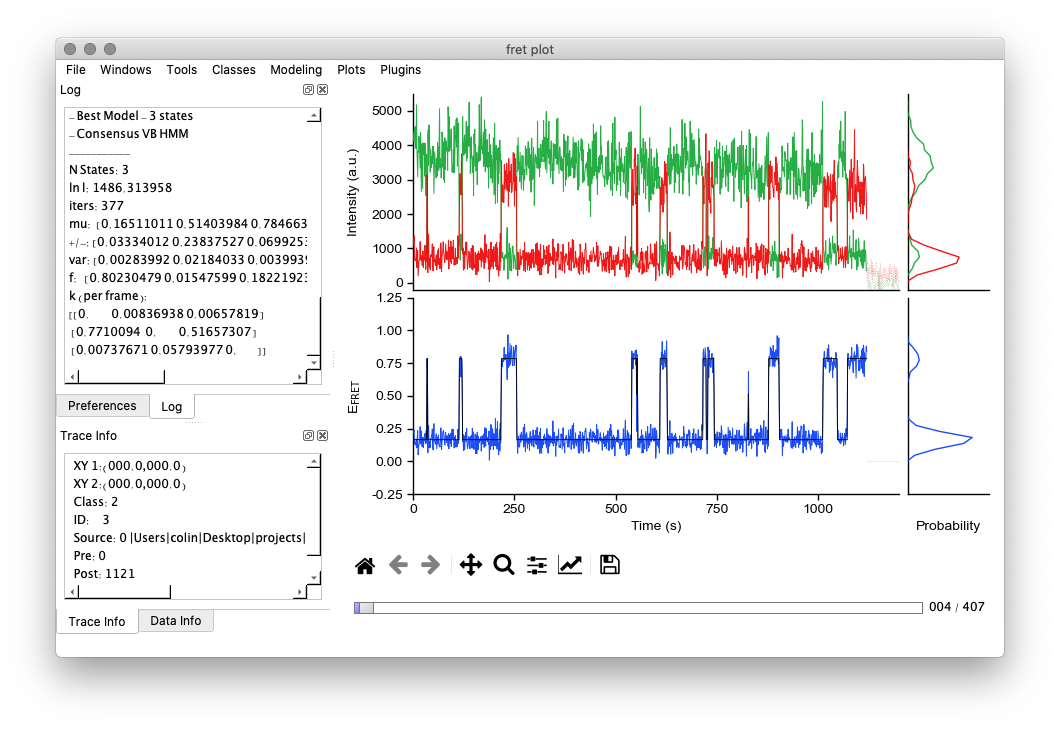 fret plot
File Windows Tools Classes Modeling Plots Plugins
Log
- Best Model - 3 states
- Consensus VB HMM
----------------
N States: 3
ln l: 1486.313958
iters: 377
mu: [0.16511011 0.51403984 0.784663
+/-: [0.03334012 0.23837527 0.069925
var: [0.00283992 0.02184033 0.003993
f: [0.80230479 0.01547599 0.1822192
k (per frame):
[[0. 0.00836938 0.00657819]
[0.7710094 0. 0.51657307]
[0.00737671 0.05793977 0. ]]
Preferences Log
Trace Info
XY 1:(000.0,000.0)
XY 2:(000.0,000.0)
Class: 2
ID: 3
Source: 0 |Users|colin|Desktop|projects|
Pre: 0
Post: 1121
Trace Info Data Info
Intensity (a.u.)
5000
4000
3000
2000
1000
0
EFRET
1.25
1.00
0.75
0.50
0.25
0.00
-0.25
0 250 500 750 1000
Time (s)
Probability
004 / 407